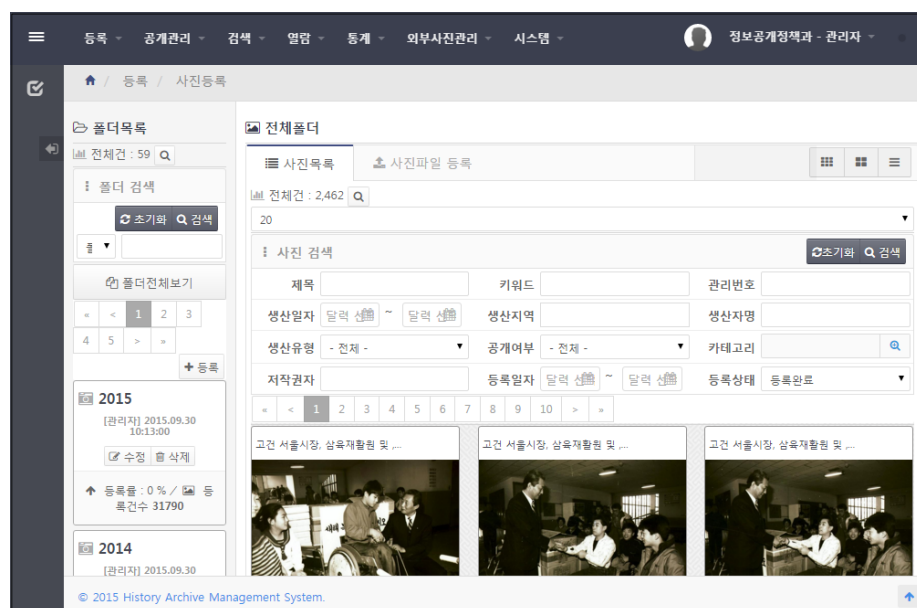 등록 공개관리 검색 열람 통계 외부사진관리 시스템 정보공개정책과 - 관리자
/ 등록 / 사진등록
폴더목록
전체건 : 59
폴더 검색
초기화 검색
폴더전체보기
« < 1 2 3
4 5 > »
+ 등록
2015
[관리자] 2015.09.30
10:13:00
수정 삭제
등록률 : 0 % / 등
록건수 31790
2014
[관리자] 2015.09.30
전체폴더
사진목록 사진파일 등록
전체건 : 2,462
20
사진 검색 초기화 검색
제목 키워드 관리번호
생산일자 달력 선 ~ 달력 선 생산지역 생산자명
생산유형 - 전체 - 공개여부 - 전체 - 카테고리
저작권자 등록일자 달력 선 ~ 달력 선 등록상태 등록완료
« < 1 2 3 4 5 6 7 8 9 10 > »
고건 서울시장, 삼육재활원 및 ,... 고건 서울시장, 삼육재활원 및 ,... 고건 서울시장, 삼육재활원 및 ,...
© 2015 History Archive Management System.